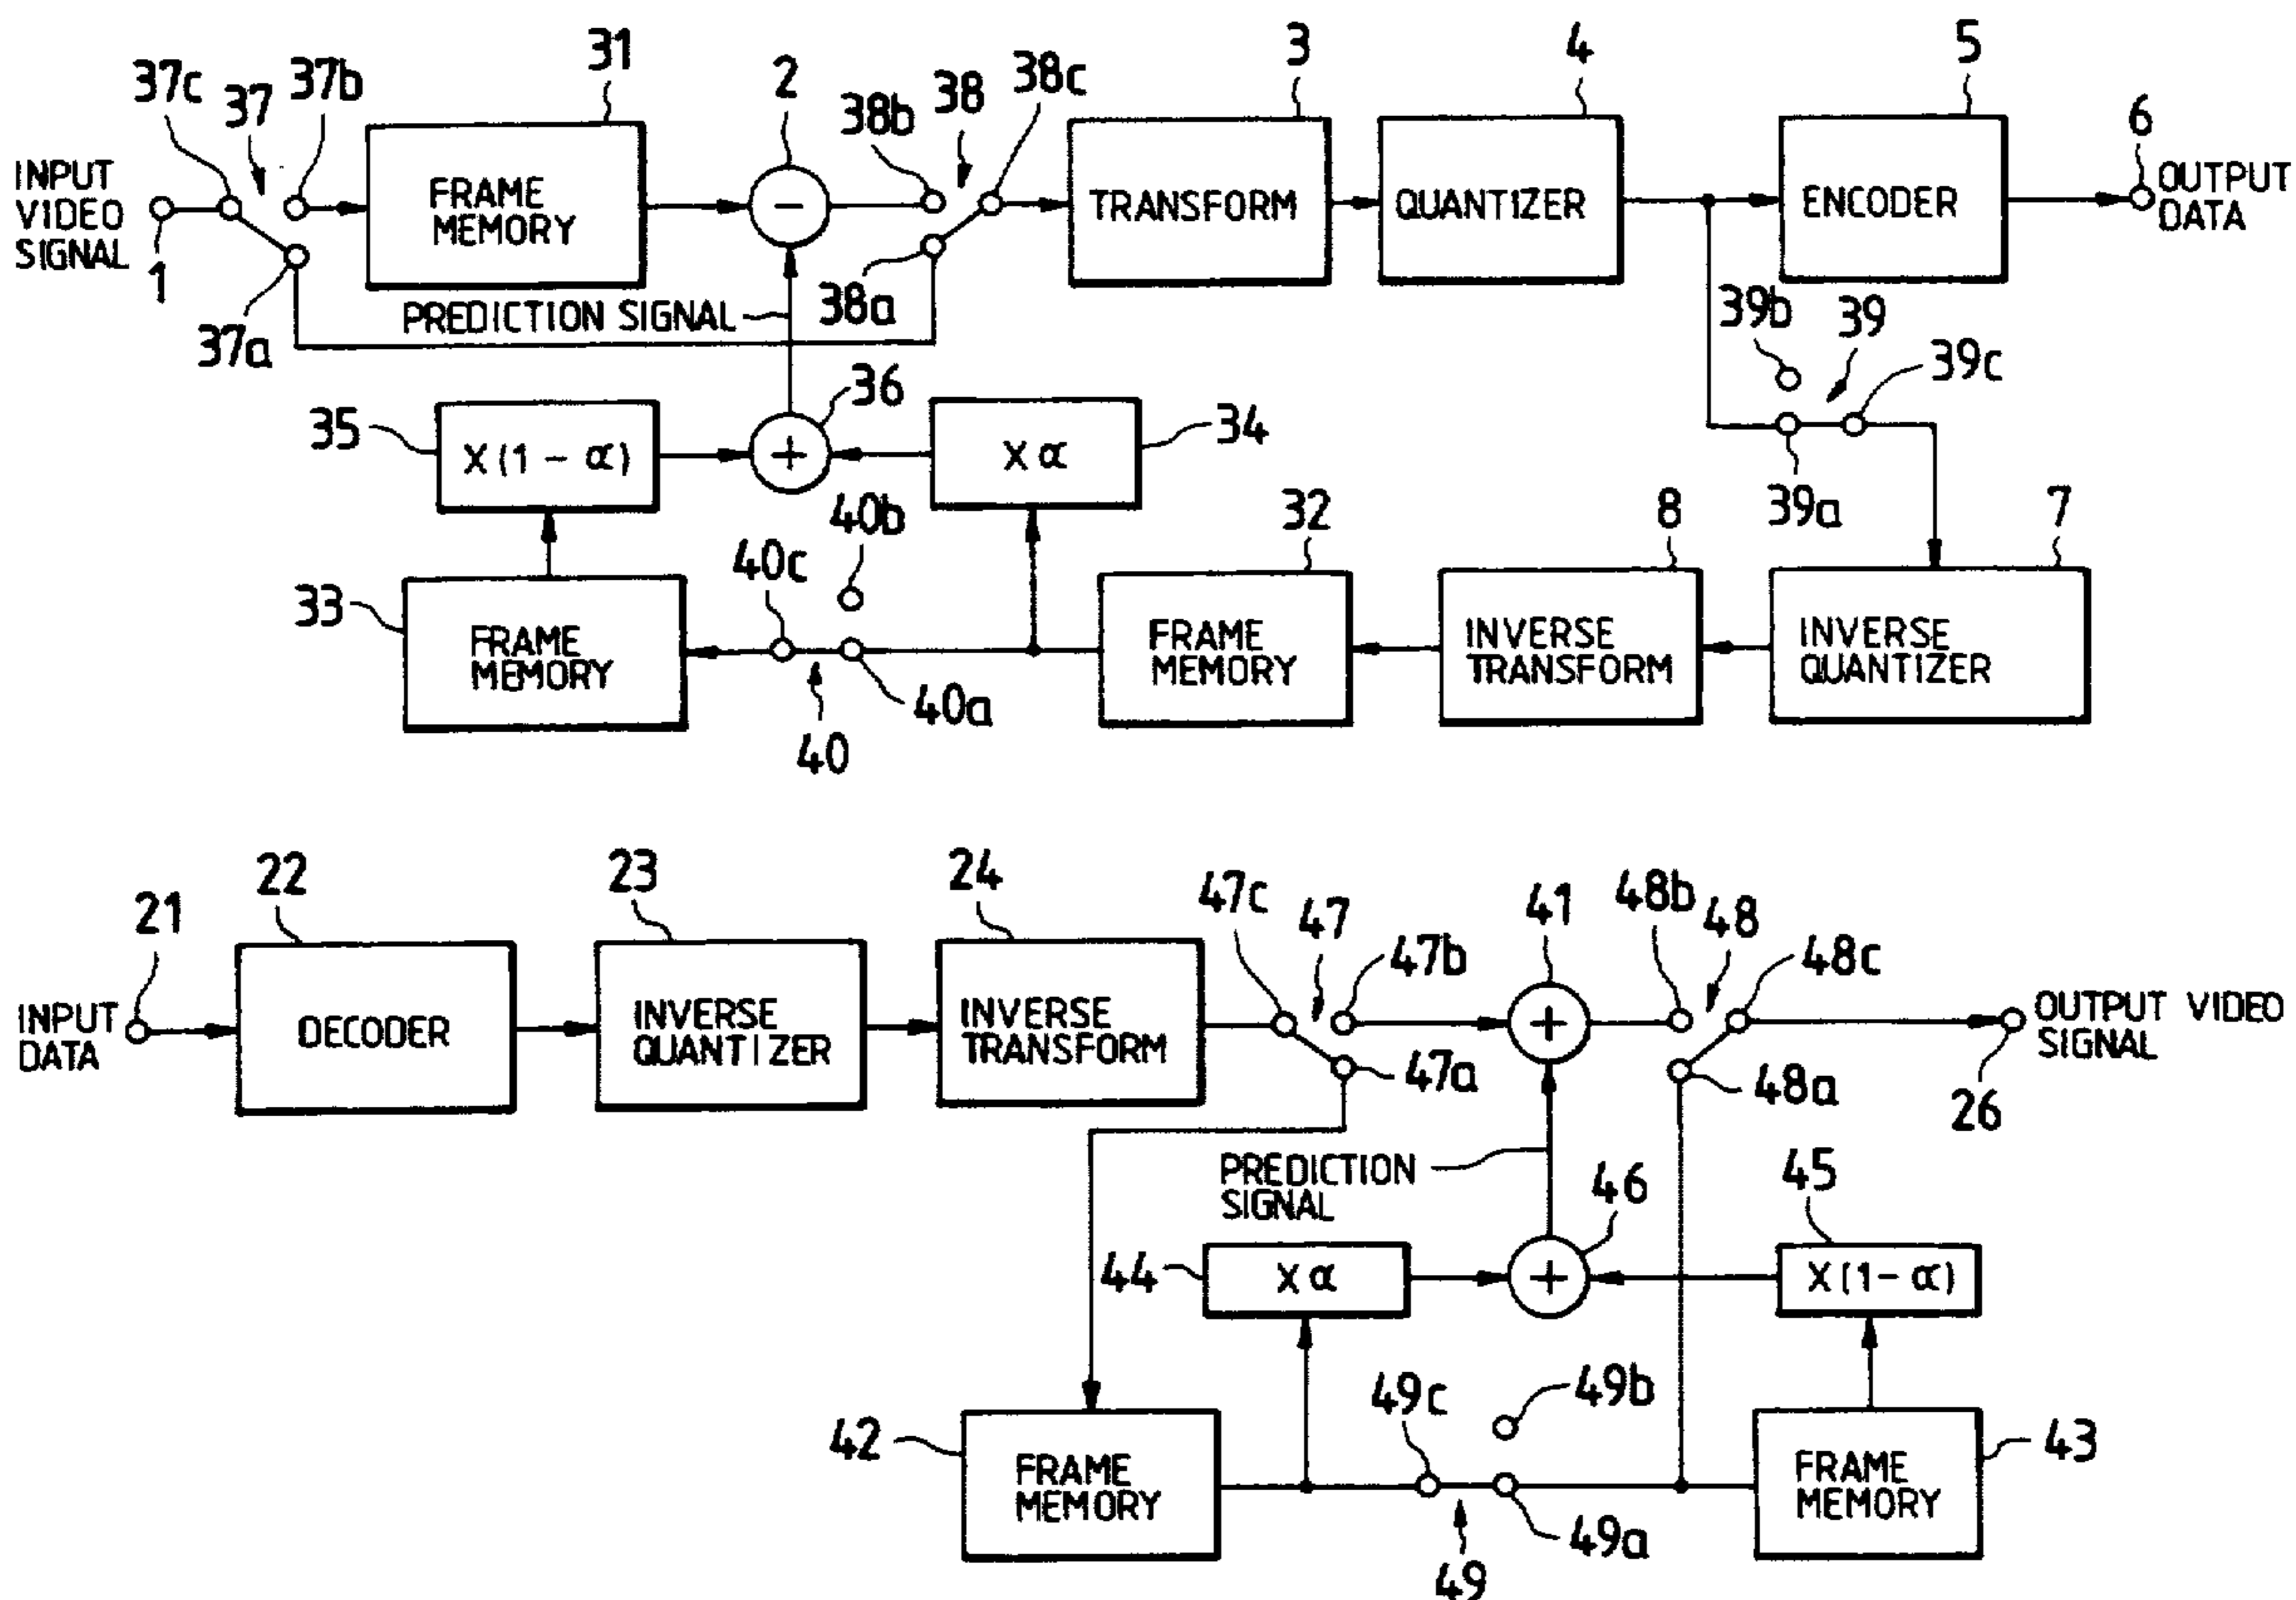 31
3
4
5
37c
37
37b
2
38b
38
38c
6
INPUT
VIDEO
SIGNAL
FRAME
MEMORY
−
TRANSFORM
QUANTIZER
ENCODER
OUTPUT
DATA
1
37a
PREDICTION SIGNAL
38a
39b
39
39c
35
X(1 − α)
36
+
Xα
34
39a
40b
40c
32
8
7
33
FRAME
MEMORY
40a
40
FRAME
MEMORY
INVERSE
TRANSFORM
INVERSE
QUANTIZER
21
22
23
24
47c
47
47b
41
48b
48
48c
INPUT
DATA
DECODER
INVERSE
QUANTIZER
INVERSE
TRANSFORM
+
OUTPUT VIDEO
SIGNAL
47a
48a
26
PREDICTION
SIGNAL
46
45
44
Xα
+
X(1− α)
49c
49b
42
FRAME
MEMORY
49a
49
FRAME
MEMORY
43